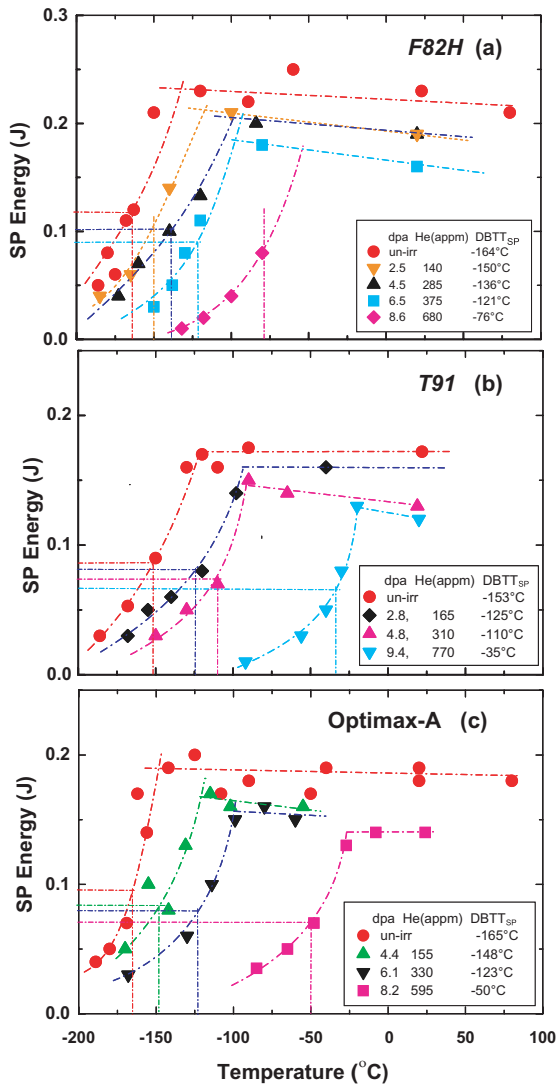 F82H (a)
0.3
0.2
0.1
0.0
SP Energy (J)
dpa He(appm) DBTTSP
un-irr -164°C
2.5 140 -150°C
4.5 285 -136°C
6.5 375 -121°C
8.6 680 -76°C
T91 (b)
0.2
0.1
0.0
SP Energy (J)
dpa He(appm) DBTTSP
un-irr -153°C
2.8, 165 -125°C
4.8, 310 -110°C
9.4, 770 -35°C
Optimax-A (c)
0.2
0.1
0.0
SP Energy (J)
dpa He(appm) DBTTSP
un-irr -165°C
4.4 155 -148°C
6.1 330 -123°C
8.2 595 -50°C
-200 -150 -100 -50 0 50 100
Temperature (°C)